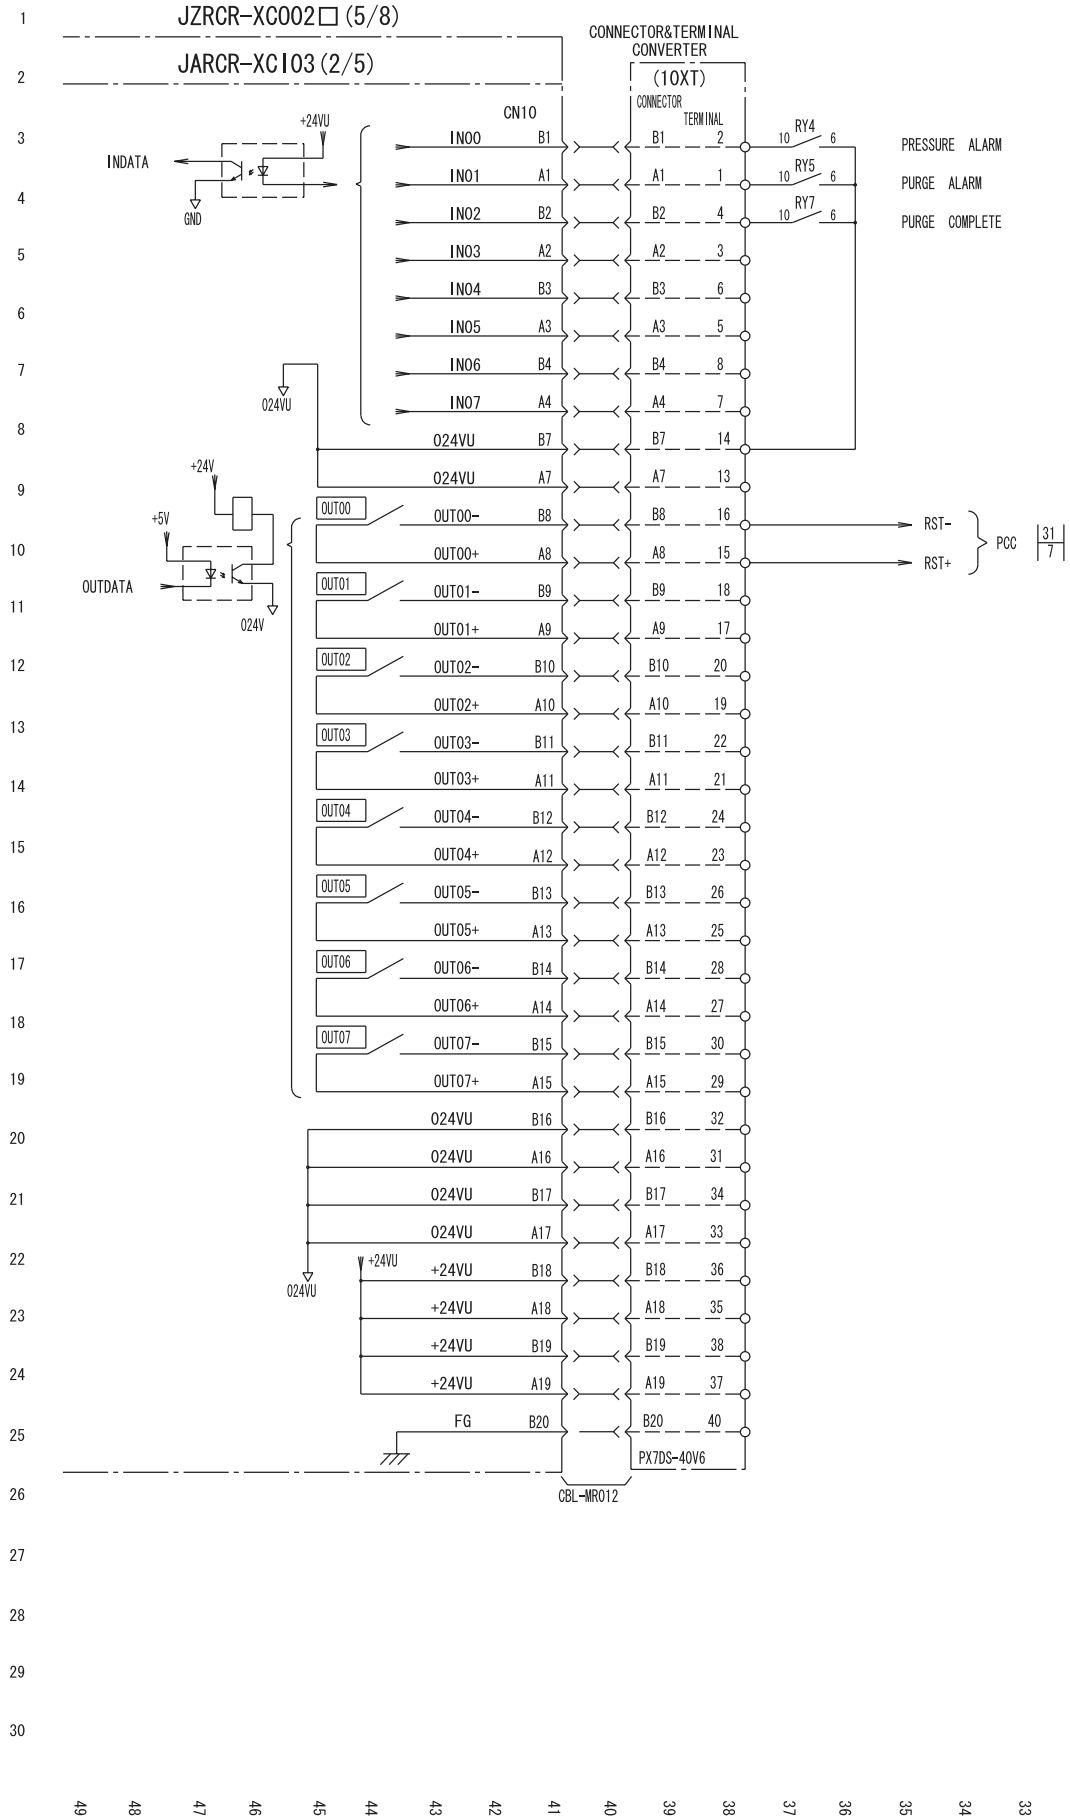 1 JZRCR-XCO02□ (5/8)
CONNECTOR&TERMINAL
CONVERTER
2 JARCR-XCI03 (2/5) (10XT)
CN10 CONNECTOR TERMINAL
+24VU
3 IN00 B1 B1 2 10 RY4 6 PRESSURE ALARM
INDATA
IN01 A1 A1 1 10 RY5 6 PURGE ALARM
4
GND
IN02 B2 B2 4 10 RY7 6 PURGE COMPLETE
5 IN03 A2 A2 3
IN04 B3 B3 6
6
IN05 A3 A3 5
7 IN06 B4 B4 8
024VU
IN07 A4 A4 7
8
024VU B7 B7 14
+24V
9 024VU A7 A7 13
OUT00 OUT00- B8 B8 16 RST-
+5V
10 OUT00+ A8 A8 15 RST+ PCC 31 7
OUTDATA
OUT01 OUT01- B9 B9 18
11
024V
OUT01+ A9 A9 17
12 OUT02 OUT02- B10 B10 20
OUT02+ A10 A10 19
13
OUT03 OUT03- B11 B11 22
14 OUT03+ A11 A11 21
OUT04 OUT04- B12 B12 24
15 OUT04+ A12 A12 23
OUT05 OUT05- B13 B13 26
16
OUT05+ A13 A13 25
17 OUT06 OUT06- B14 B14 28
OUT06+ A14 A14 27
18
OUT07 OUT07- B15 B15 30
19 OUT07+ A15 A15 29
024VU B16 B16 32
20
024VU A16 A16 31
21 024VU B17 B17 34
024VU A17 A17 33
22 +24VU
+24VU B18 B18 36
024VU
23 +24VU A18 A18 35
+24VU B19 B19 38
24 +24VU A19 A19 37
FG B20 B20 40
25
PX7DS-40V6
26 CBL-MR012
27
28
29
30
49 48 47 46 45 44 43 42 41 40 39 38 37 36 35 34 33